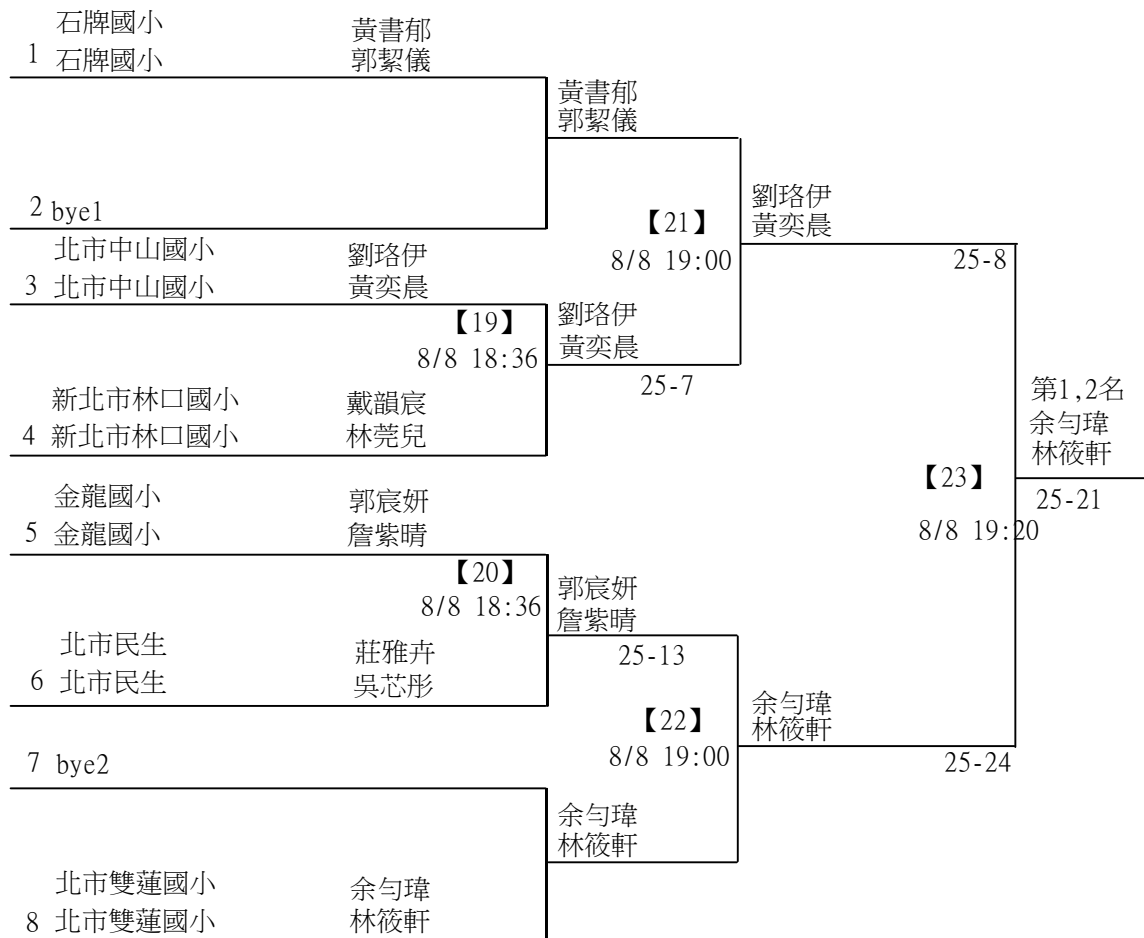 石牌國小 黃書郁
1 石牌國小 郭絜儀
黃書郁
郭絜儀
2 bye1
劉珞伊
黃奕晨
【21】
8/8 19:00
25-8
北市中山國小 劉珞伊
3 北市中山國小 黃奕晨
【19】
8/8 18:36
劉珞伊
黃奕晨
25-7
新北市林口國小 戴韻宸
4 新北市林口國小 林莞兒
第1,2名
余勻瑋
林筱軒
【23】
8/8 19:20
25-21
金龍國小 郭宸妍
5 金龍國小 詹紫晴
【20】
8/8 18:36
郭宸妍
詹紫晴
25-13
北市民生 莊雅卉
6 北市民生 吳芯彤
【22】
8/8 19:00
余勻瑋
林筱軒
25-24
7 bye2
余勻瑋
林筱軒
北市雙蓮國小 余勻瑋
8 北市雙蓮國小 林筱軒